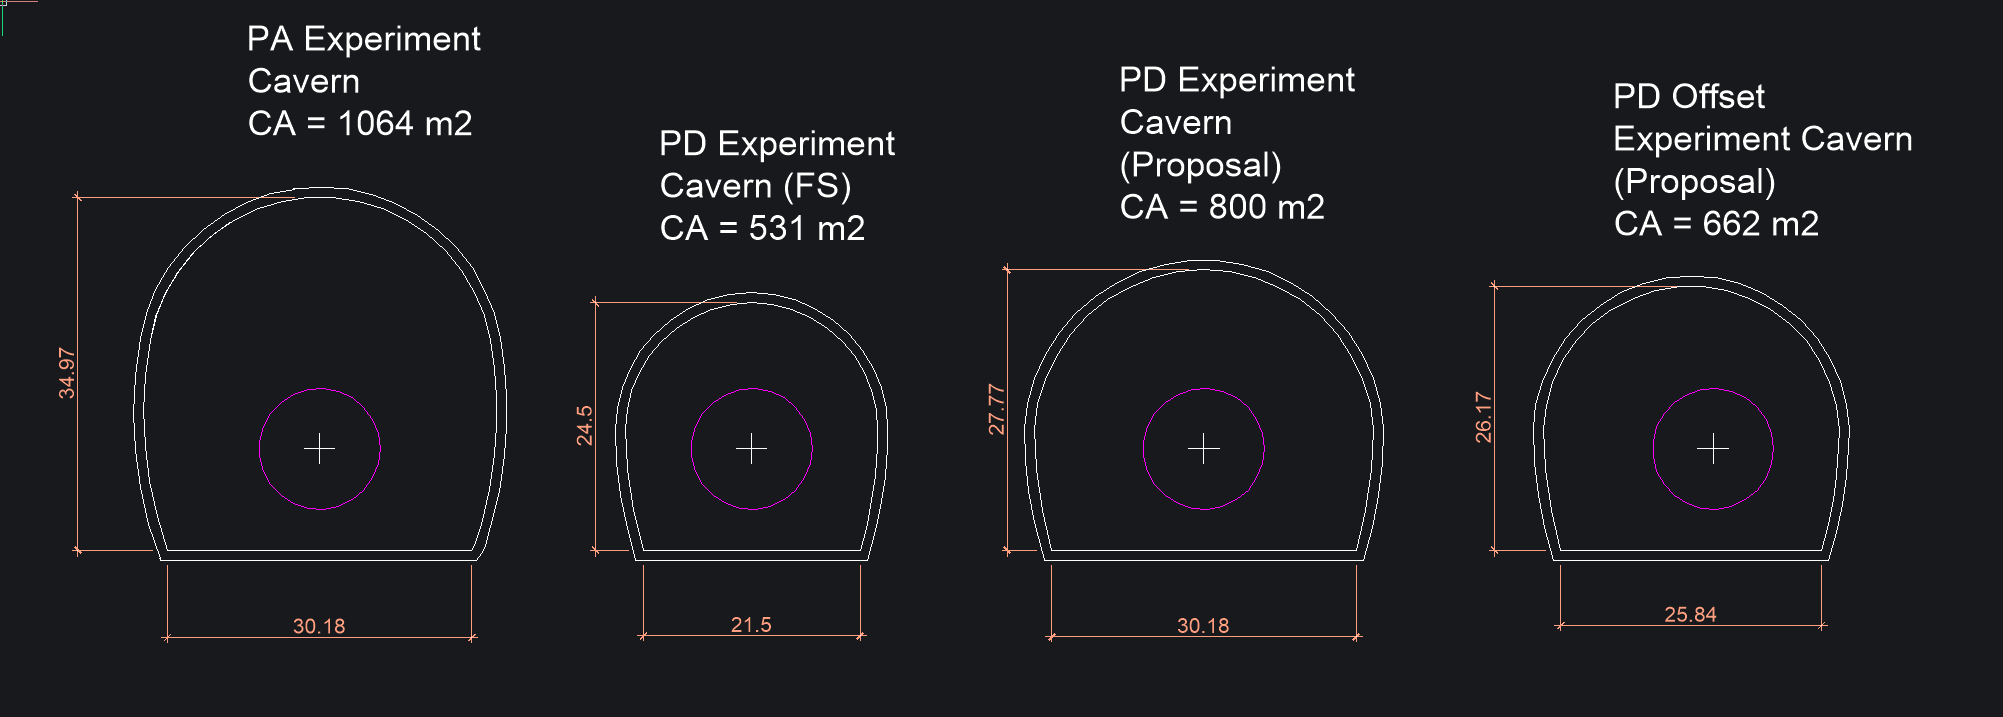 PA Experiment
Cavern
CA = 1064 m2
34.97
30.18
PD Experiment
Cavern (FS)
CA = 531 m2
24.5
21.5
PD Experiment
Cavern
(Proposal)
CA = 800 m2
27.77
30.18
PD Offset
Experiment Cavern
(Proposal)
CA = 662 m2
26.17
25.84